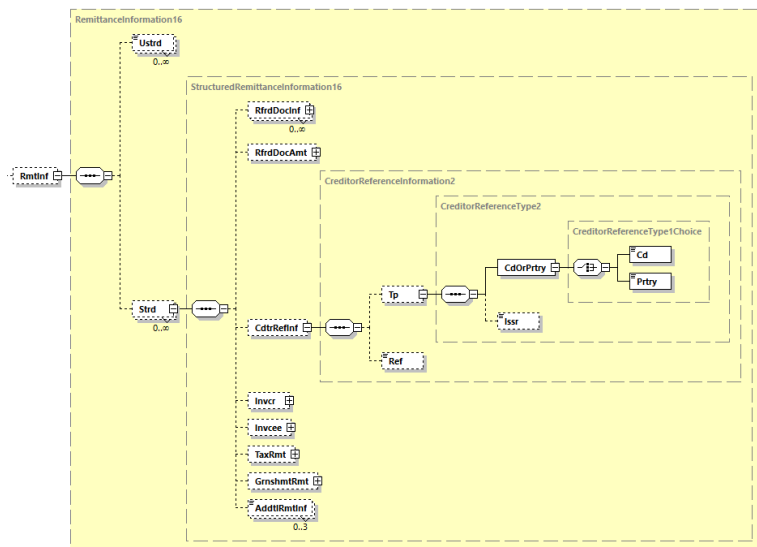 RemittanceInformation16
Ustrd
0..∞
StructuredRemittanceInformation16
RfrdDocInf
0..∞
RfrdDocAmt
RmtInf
CreditorReferenceInformation2
CreditorReferenceType2
CreditorReferenceType1Choice
Cd
CdOrPrtry
Prtry
Tp
Strd
0..∞
Issr
CdtrRefInf
Ref
Invcr
Invcee
TaxRmt
GrnshmtRmt
AddtlRmtInf
0..3